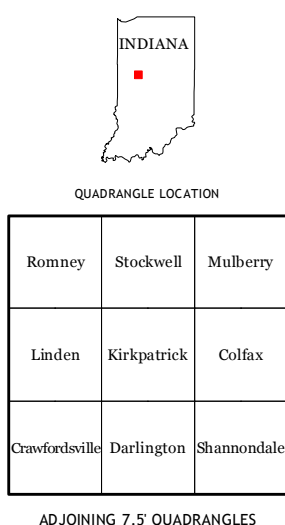 INDIANA
QUADRANGLE LOCATION
Romney Stockwell Mulberry
Linden Kirkpatrick Colfax
Crawfordsville Darlington Shannondale
ADJOINING 7.5' QUADRANGLES